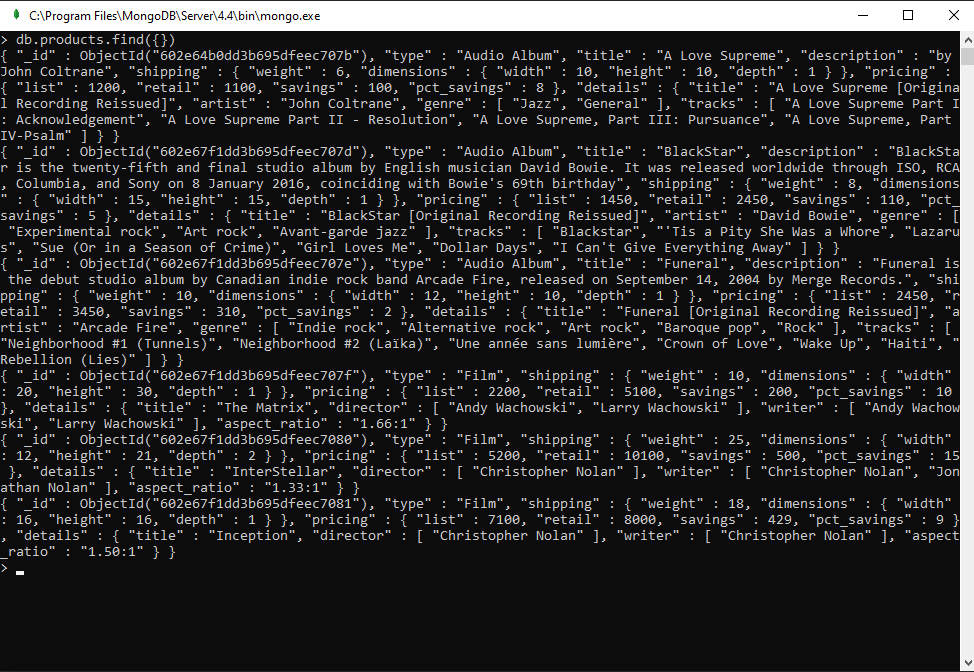 C:\Program Files\MongoDB\Server\4.4\bin\mongo.exe
> db.products.find({})
{ "_id" : ObjectId("602e64b0dd3b695dfeec707b"), "type" : "Audio Album", "title" : "A Love Supreme", "description" : "by
John Coltrane", "shipping" : { "weight" : 6, "dimensions" : { "width" : 10, "height" : 10, "depth" : 1 } }, "pricing" :
{ "list" : 1200, "retail" : 1100, "savings" : 100, "pct_savings" : 8 }, "details" : { "title" : "A Love Supreme [Origina
l Recording Reissued]", "artist" : "John Coltrane", "genre" : [ "Jazz", "General" ], "tracks" : [ "A Love Supreme Part I
: Acknowledgement", "A Love Supreme Part II - Resolution", "A Love Supreme, Part III: Pursuance", "A Love Supreme, Part
IV-Psalm" ] } }
{ "_id" : ObjectId("602e67f1dd3b695dfeec707d"), "type" : "Audio Album", "title" : "BlackStar", "description" : "BlackSta
r is the twenty-fifth and final studio album by English musician David Bowie. It was released worldwide through ISO, RCA
, Columbia, and Sony on 8 January 2016, coinciding with Bowie's 69th birthday", "shipping" : { "weight" : 8, "dimensions
" : { "width" : 15, "height" : 15, "depth" : 1 } }, "pricing" : { "list" : 1450, "retail" : 2450, "savings" : 110, "pct_
savings" : 5 }, "details" : { "title" : "BlackStar [Original Recording Reissued]", "artist" : "David Bowie", "genre" : [
"Experimental rock", "Art rock", "Avant-garde jazz" ], "tracks" : [ "Blackstar", "'Tis a Pity She Was a Whore", "Lazaru
s", "Sue (Or in a Season of Crime)", "Girl Loves Me", "Dollar Days", "I Can't Give Everything Away" ] } }
{ "_id" : ObjectId("602e67f1dd3b695dfeec707e"), "type" : "Audio Album", "title" : "Funeral", "description" : "Funeral is
the debut studio album by Canadian indie rock band Arcade Fire, released on September 14, 2004 by Merge Records.", "shi
pping" : { "weight" : 10, "dimensions" : { "width" : 12, "height" : 10, "depth" : 1 } }, "pricing" : { "list" : 2450, "r
etail" : 3450, "savings" : 310, "pct_savings" : 2 }, "details" : { "title" : "Funeral [Original Recording Reissued]", "a
rtist" : "Arcade Fire", "genre" : [ "Indie rock", "Alternative rock", "Art rock", "Baroque pop", "Rock" ], "tracks" : [
"Neighborhood #1 (Tunnels)", "Neighborhood #2 (Laïka)", "Une année sans lumière", "Crown of Love", "Wake Up", "Haiti", "
Rebellion (Lies)" ] } }
{ "_id" : ObjectId("602e67f1dd3b695dfeec707f"), "type" : "Film", "shipping" : { "weight" : 10, "dimensions" : { "width"
: 20, "height" : 30, "depth" : 1 } }, "pricing" : { "list" : 2200, "retail" : 5100, "savings" : 200, "pct_savings" : 10
}, "details" : { "title" : "The Matrix", "director" : [ "Andy Wachowski", "Larry Wachowski" ], "writer" : [ "Andy Wachow
ski", "Larry Wachowski" ], "aspect_ratio" : "1.66:1" } }
{ "_id" : ObjectId("602e67f1dd3b695dfeec7080"), "type" : "Film", "shipping" : { "weight" : 25, "dimensions" : { "width"
: 12, "height" : 21, "depth" : 2 } }, "pricing" : { "list" : 5200, "retail" : 10100, "savings" : 500, "pct_savings" : 15
}, "details" : { "title" : "InterStellar", "director" : [ "Christopher Nolan" ], "writer" : [ "Christopher Nolan", "Jon
athan Nolan" ], "aspect_ratio" : "1.33:1" } }
{ "_id" : ObjectId("602e67f1dd3b695dfeec7081"), "type" : "Film", "shipping" : { "weight" : 18, "dimensions" : { "width"
: 16, "height" : 16, "depth" : 1 } }, "pricing" : { "list" : 7100, "retail" : 8000, "savings" : 429, "pct_savings" : 9 }
, "details" : { "title" : "Inception", "director" : [ "Christopher Nolan" ], "writer" : [ "Christopher Nolan" ], "aspect
_ratio" : "1.50:1" } }
>